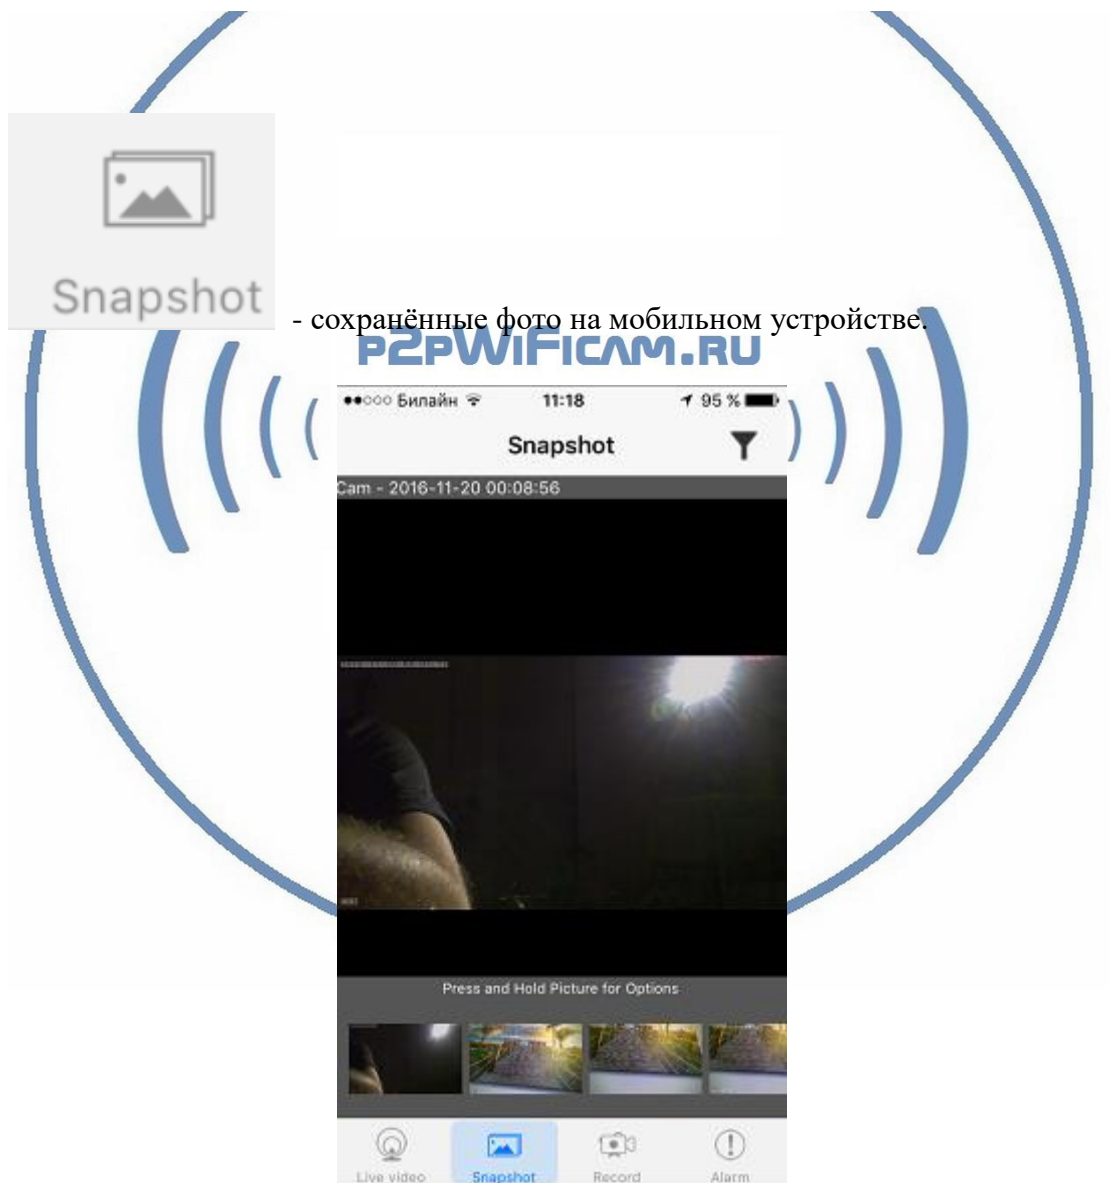 Snapshot
- сохранённые фото на мобильном устройстве.
P2PWIFICAM.RU
Билайн 11:18 95 %
Snapshot
Cam - 2016-11-20 00:08:56
Press and Hold Picture for Options
Live video Snapshot Record Alarm